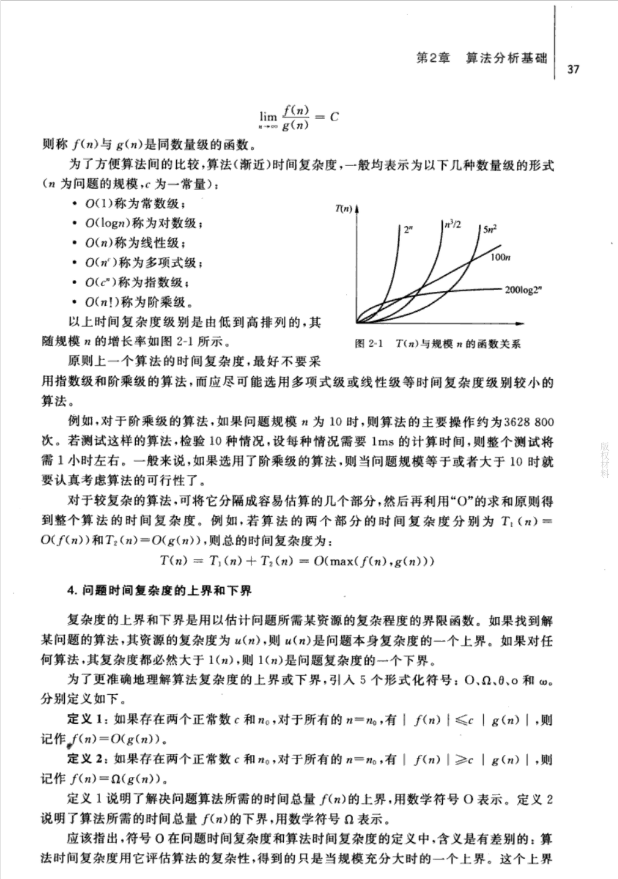 第2章 算法分析基础
37
lim n→∞ f(n)/g(n) = C
则称 f(n)与 g(n)是同数量级的函数。
为了方便算法间的比较,算法(渐近)时间复杂度,一般均表示为以下几种数量级的形式
(n 为问题的规模,c 为一常量):
• O(1)称为常数级;
• O(logn)称为对数级;
• O(n)称为线性级;
• O(nᶜ)称为多项式级;
• O(cⁿ)称为指数级;
• O(n!)称为阶乘级。
以上时间复杂度级别是由低到高排列的,其
随规模 n 的增长率如图 2-1 所示。
原则上一个算法的时间复杂度,最好不要采
T(n)
2ⁿ
n³/2
5n²
100n
200log2ⁿ
图 2-1 T(n)与规模 n 的函数关系
用指数级和阶乘级的算法,而应尽可能选用多项式级或线性级等时间复杂度级别较小的
算法。
例如,对于阶乘级的算法,如果问题规模 n 为 10 时,则算法的主要操作约为3628 800
次。若测试这样的算法,检验 10 种情况,设每种情况需要 1ms 的计算时间,则整个测试将
需 1 小时左右。一般来说,如果选用了阶乘级的算法,则当问题规模等于或者大于 10 时就
要认真考虑算法的可行性了。
对于较复杂的算法,可将它分隔成容易估算的几个部分,然后再利用“O”的求和原则得
到整个算法的时间复杂度。例如,若算法的两个部分的时间复杂度分别为 T₁(n)=
O(f(n))和T₂(n)=O(g(n)),则总的时间复杂度为:
T(n) = T₁(n) + T₂(n) = O(max(f(n),g(n)))
4. 问题时间复杂度的上界和下界
复杂度的上界和下界是用以估计问题所需某资源的复杂程度的界限函数。如果找到解
某问题的算法,其资源的复杂度为 u(n),则 u(n)是问题本身复杂度的一个上界。如果对任
何算法,其复杂度都必然大于 1(n),则 1(n)是问题复杂度的一个下界。
为了更准确地理解算法复杂度的上界或下界,引入 5 个形式化符号:O、Ω、θ、o 和 ω。
分别定义如下。
定义 1:如果存在两个正常数 c 和 n₀,对于所有的 n=n₀,有|f(n)|≤c|g(n)|,则
记作 f(n)=O(g(n))。
定义 2:如果存在两个正常数 c 和 n₀,对于所有的 n=n₀,有|f(n)|≥c|g(n)|,则
记作 f(n)=Ω(g(n))。
定义 1 说明了解决问题算法所需的时间总量 f(n)的上界,用数学符号 O 表示。定义 2
说明了算法所需的时间总量 f(n)的下界,用数学符号 Ω 表示。
应该指出,符号 O 在问题时间复杂度和算法时间复杂度的定义中,含义是有差别的:算
法时间复杂度用它评估算法的复杂性,得到的只是当规模充分大时的一个上界。这个上界
版权材料